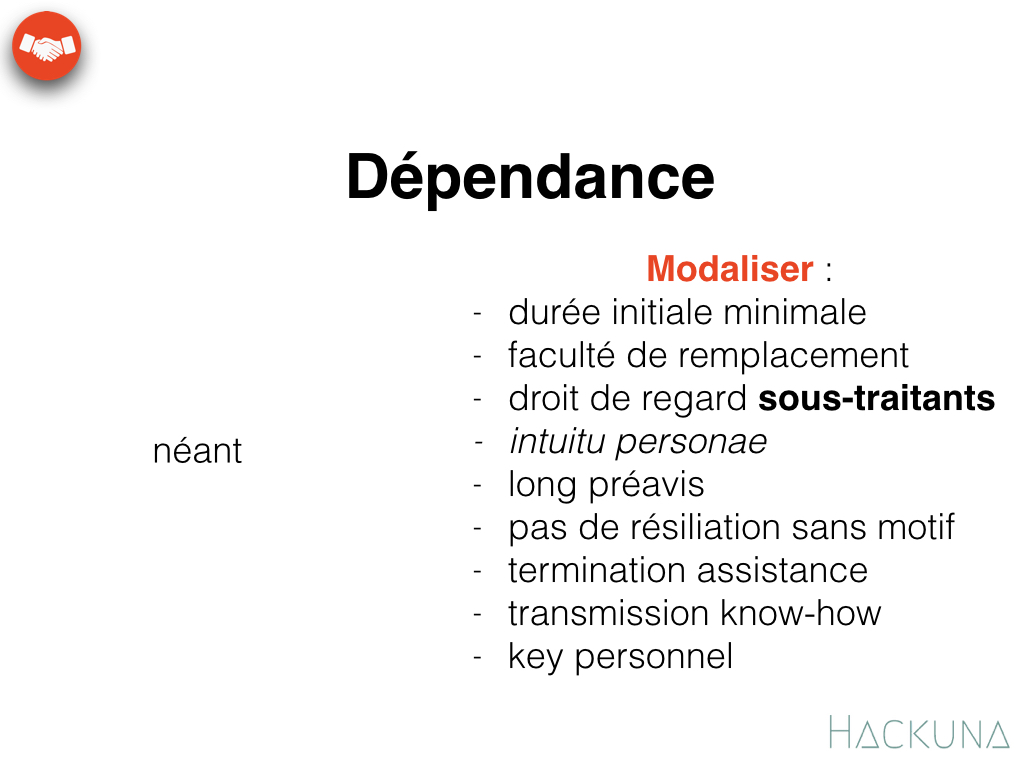 Dépendance
néant
Modaliser :
- durée initiale minimale
- faculté de remplacement
- droit de regard sous-traitants
- intuitu personae
- long préavis
- pas de résiliation sans motif
- termination assistance
- transmission know-how
- key personnel
HACKUNA